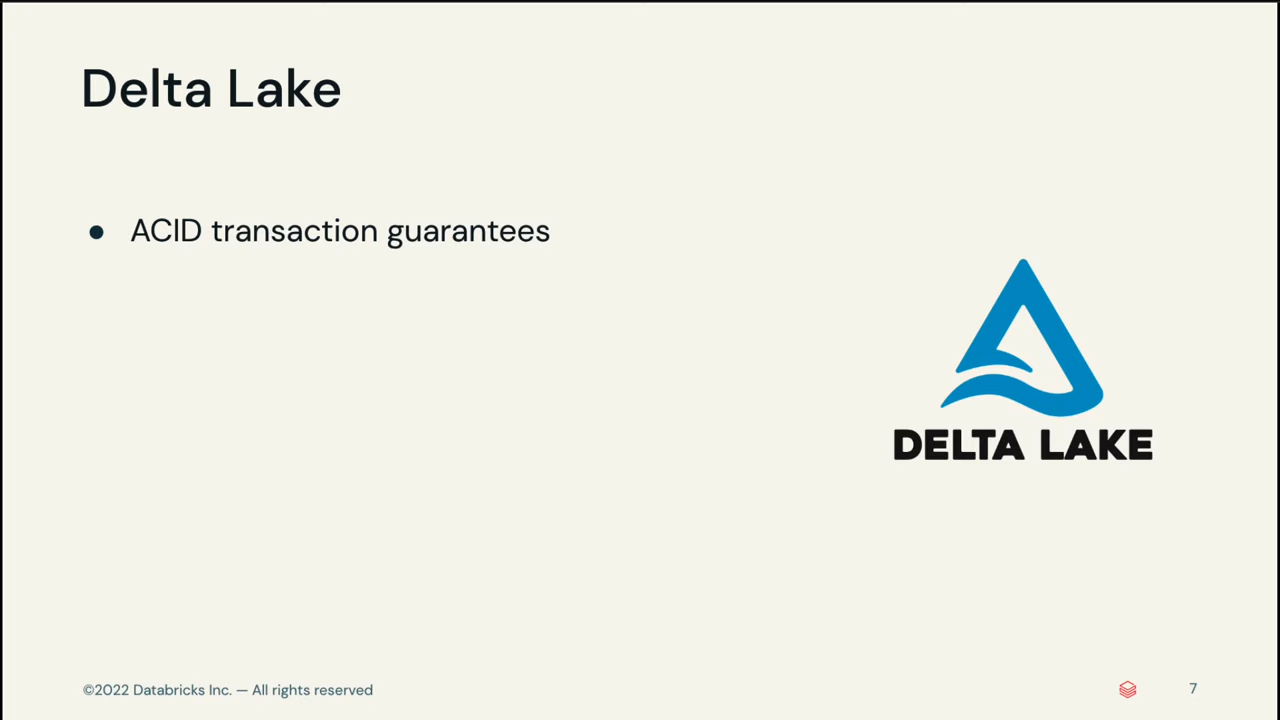 Delta Lake
● ACID transaction guarantees
DELTA LAKE
©2022 Databricks Inc. — All rights reserved
7